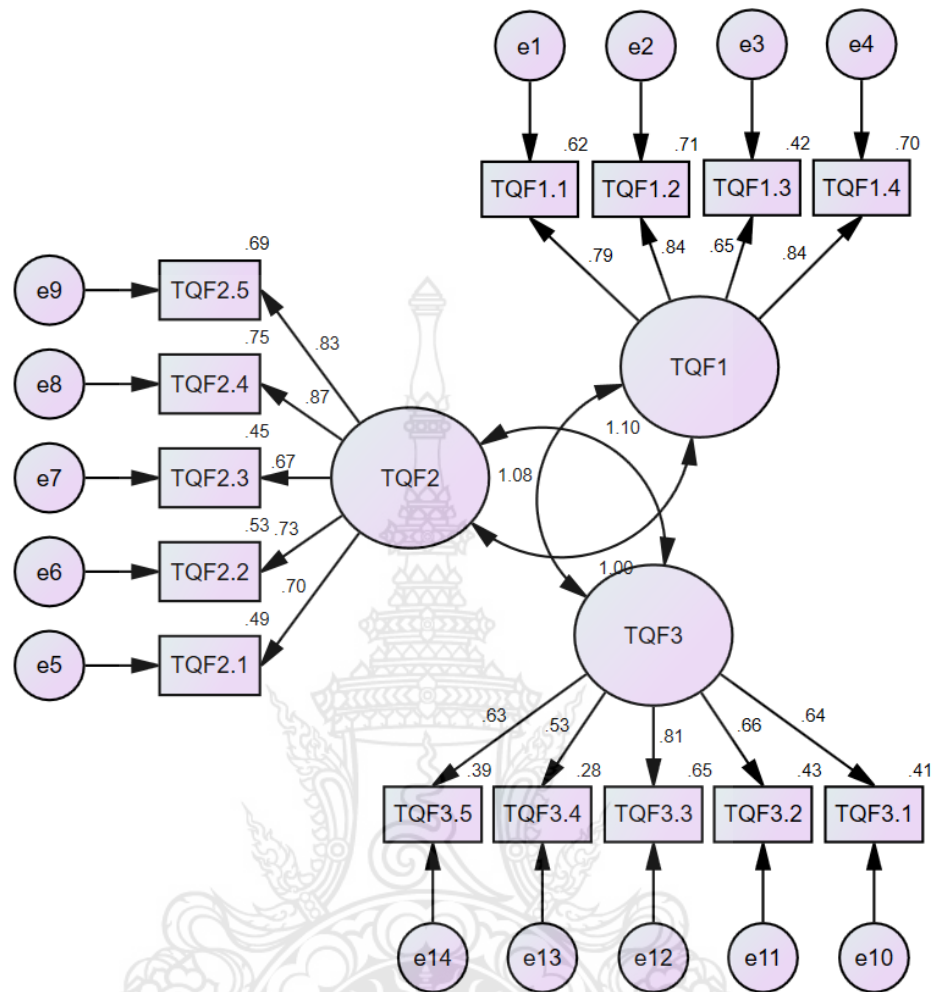 e1 e2 e3 e4
.62 .71 .42 .70
TQF1.1 TQF1.2 TQF1.3 TQF1.4
.79 .84 .65 .84
TQF1
.69
e9 TQF2.5
.83
.75
e8 TQF2.4
.87
.45
e7 TQF2.3
.67
.53 .73
e6 TQF2.2
.70
.49
e5 TQF2.1
TQF2
1.10
1.08
1.00
TQF3
.63 .53 .81 .66 .64
.39 .28 .65 .43 .41
TQF3.5 TQF3.4 TQF3.3 TQF3.2 TQF3.1
e14 e13 e12 e11 e10